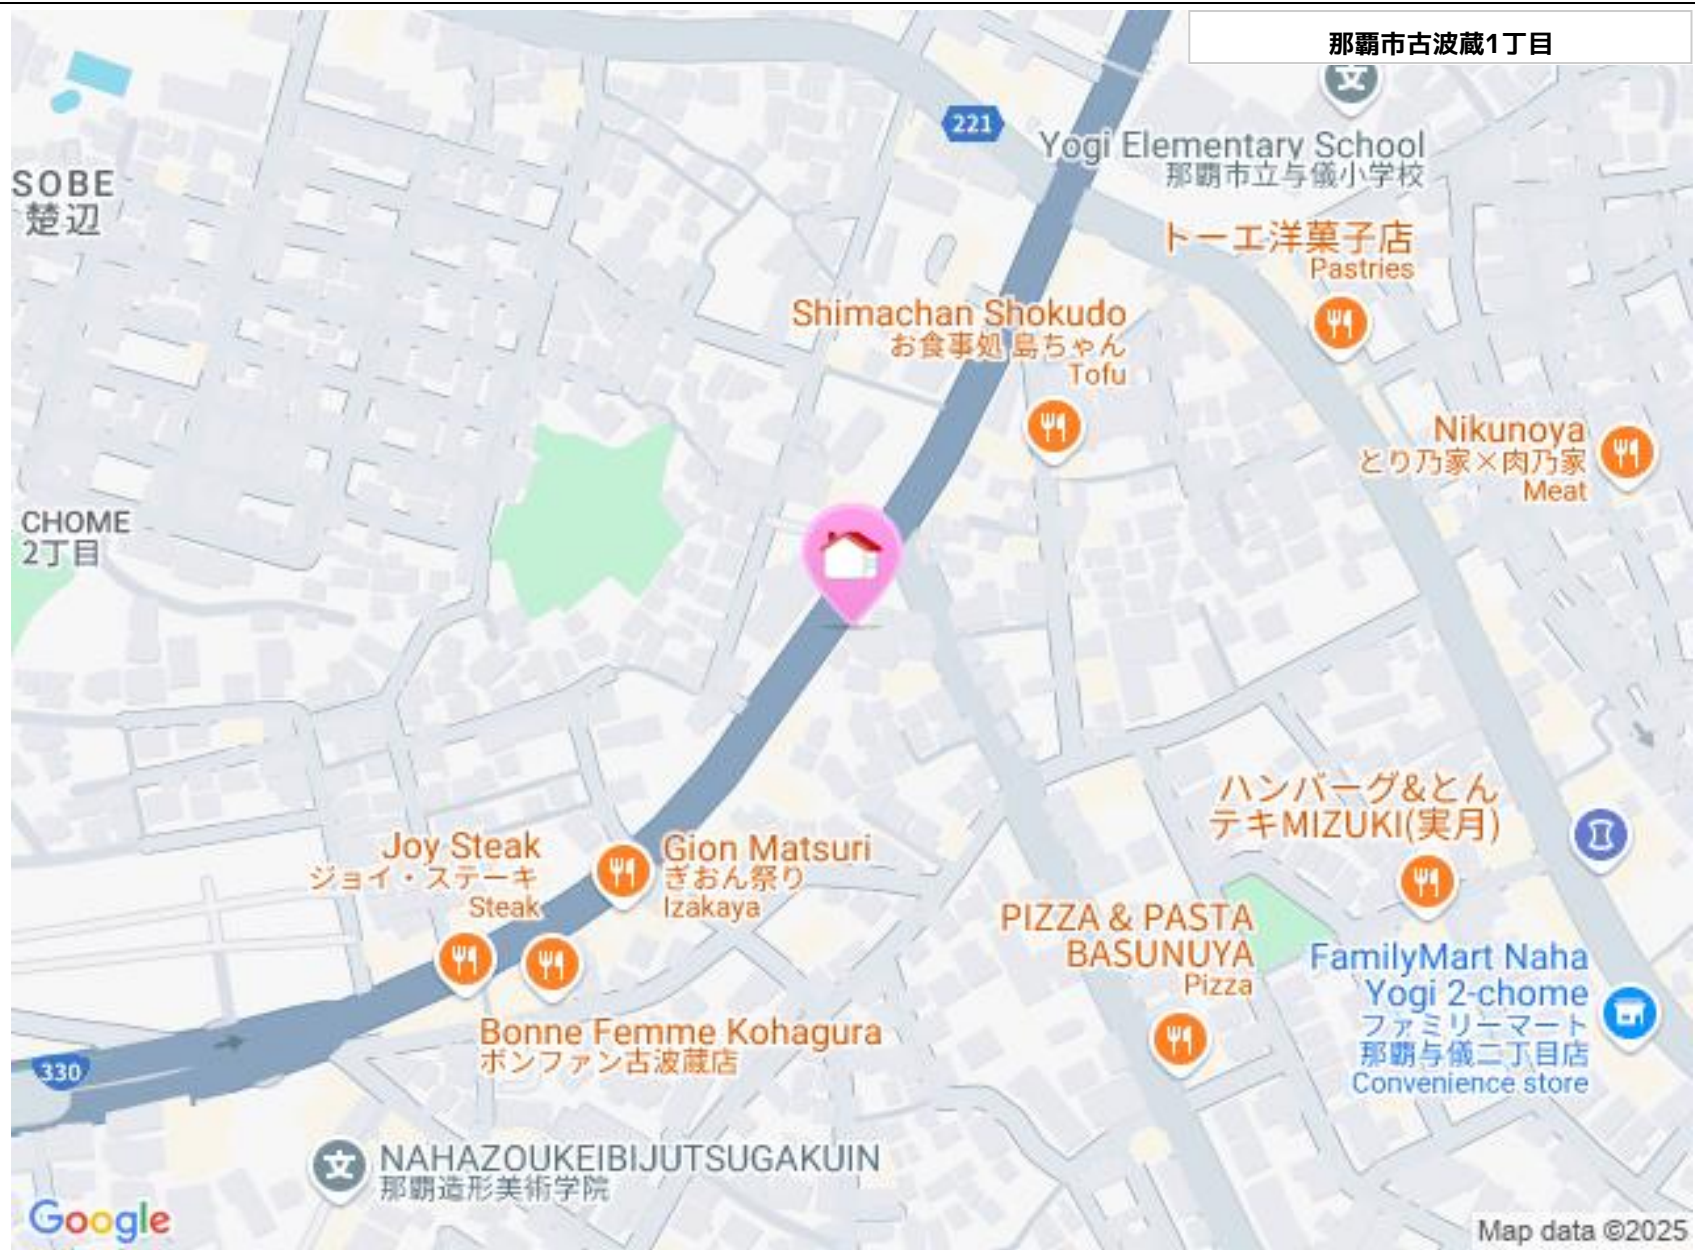 那覇市古波蔵1丁目
221
Yogi Elementary School
那覇市立与儀小学校
SOBE
楚辺
トーエ洋菓子店
Pastries
Shimachan Shokudo
お食事処 島ちゃん
Tofu
Nikunoya
とり乃家×肉乃家
Meat
CHOME
2丁目
ハンバーグ&とん
テキMIZUKI(実月)
Joy Steak
ジョイ・ステーキ
Steak
Gion Matsuri
ぎおん祭り
Izakaya
PIZZA & PASTA
BASUNUYA
Pizza
FamilyMart Naha
Yogi 2-chome
ファミリーマート
那覇与儀二丁目店
Convenience store
Bonne Femme Kohagura
ボンファン古波蔵店
330
文
NAHAZOUKEIBIJUTSUGAKUIN
那覇造形美術学院
Google
Map data ©2025